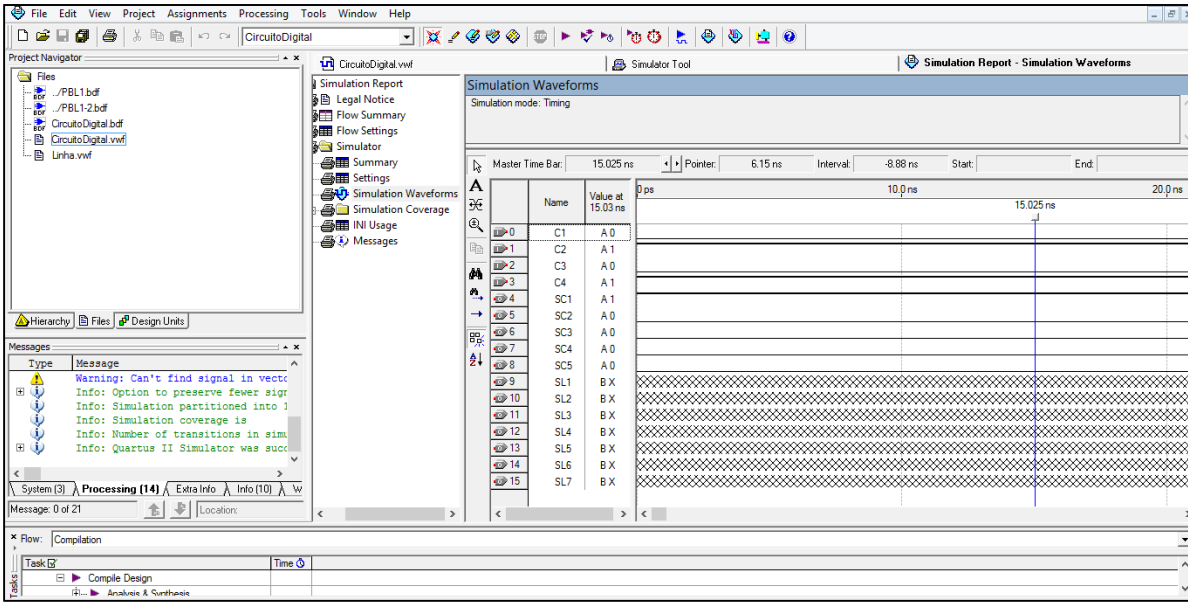 File Edit View Project Assignments Processing Tools Window Help
CircuitoDigital
Project Navigator
Files
../PBL1.bdf
../PBL1-2.bdf
CircuitoDigital.bdf
CircuitoDigital.vwf
Linha.vwf
Hierarchy Files Design Units
Messages
Type Message
Warning: Can't find signal in vecto
Info: Option to preserve fewer sign
Info: Simulation partitioned into 1
Info: Simulation coverage is
Info: Number of transitions in simu
Info: Quartus II Simulator was succ
System (3) Processing (14) Extra Info Info (10) W
Message: 0 of 21 Location:
CircuitoDigital.vwf Simulator Tool Simulation Report - Simulation Waveforms
Simulation Report
Legal Notice
Flow Summary
Flow Settings
Simulator
Summary
Settings
Simulation Waveforms
Simulation Coverage
INI Usage
Messages
Simulation Waveforms
Simulation mode: Timing
Master Time Bar: 15.025 ns Pointer: 6.15 ns Interval: -8.88 ns Start: End:
Name Value at 15.03 ns
0 ps 10.0 ns 20.0 ns
15.025 ns
0 C1 A 0
1 C2 A 1
2 C3 A 0
3 C4 A 1
4 SC1 A 1
5 SC2 A 0
6 SC3 A 0
7 SC4 A 0
8 SC5 A 0
9 SL1 B X
10 SL2 B X
11 SL3 B X
12 SL4 B X
13 SL5 B X
14 SL6 B X
15 SL7 B X
Flow: Compilation
Tasks
Task Time
Compile Design
Analysis & Synthesis